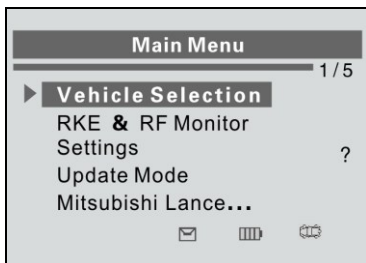 Main Menu
1/5
Vehicle Selection
RKE & RF Monitor
Settings
?
Update Mode
Mitsubishi Lance...